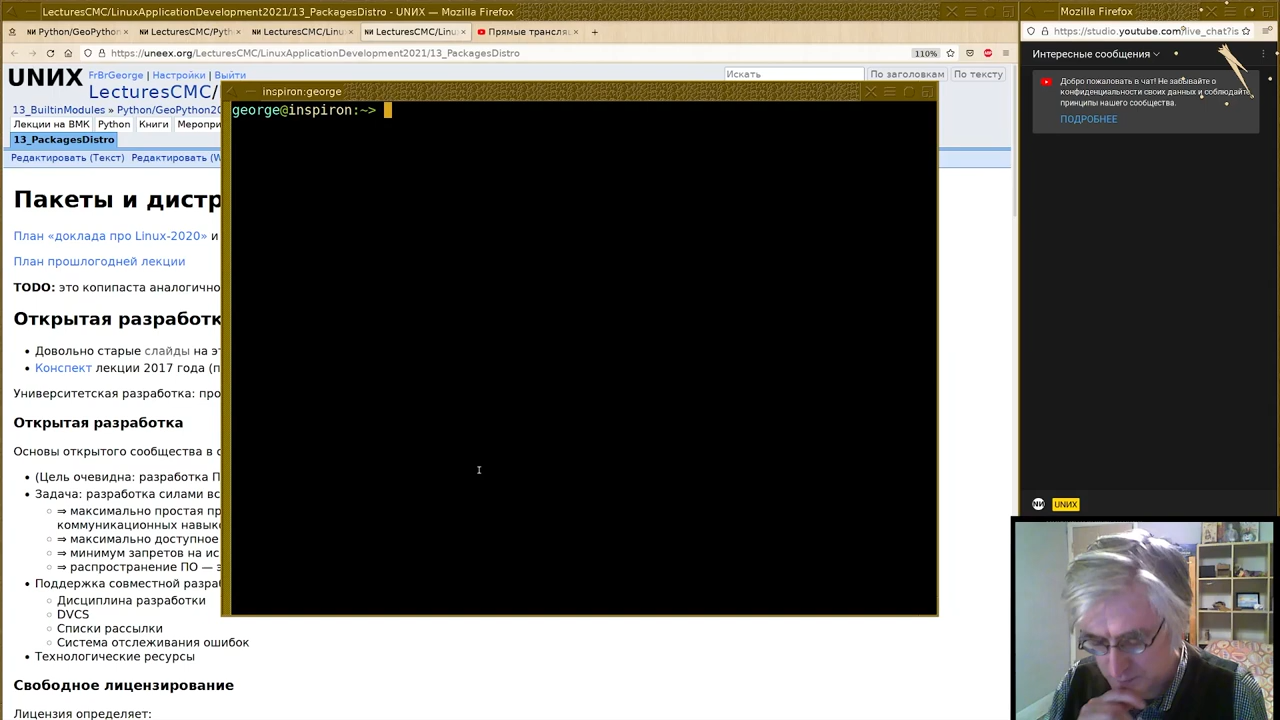 LecturesCMC/LinuxApplicationDevelopment2021/13_PackagesDistro - UNИX — Mozilla Firefox
Mozilla Firefox
Python/GeoPython
LecturesCMC/Pyth
LecturesCMC/Linux
LecturesCMC/Linu
Прямые трансля
https://uneex.org/LecturesCMC/LinuxApplicationDevelopment2021/13_PackagesDistro
110%
https://studio.youtube.com
live_chat?is
UNИX
FrBrGeorge | Настройки | Выйти
LecturesCMC/
Искать
По заголовкам
По тексту
13_BuiltinModules » Python/GeoPython20
Лекции на ВМК
Python
Книги
Меропри
13_PackagesDistro
Редактировать (Текст)
Редактировать (W
Пакеты и дистр
План «доклада про Linux-2020» и
План прошлогодней лекции
TODO: это копипаста аналогично
Открытая разработк
• Довольно старые слайды на эт
• Конспект лекции 2017 года (п
Университетская разработка: про
Открытая разработка
Основы открытого сообщества в с
• (Цель очевидна: разработка П
• Задача: разработка силами вс
⇒ максимально простая пр
коммуникационных навык
⇒ максимально доступное
⇒ минимум запретов на ис
⇒ распространение ПО — э
• Поддержка совместной разра
Дисциплина разработки
DVCS
Списки рассылки
Система отслеживания ошибок
• Технологические ресурсы
Свободное лицензирование
Лицензия определяет:
inspiron:george
george@inspiron:~>
Интересные сообщения
Добро пожаловать в чат! Не забывайте о
конфиденциальности своих данных и соблюдайте
принципы нашего сообщества.
ПОДРОБНЕЕ
UNИX